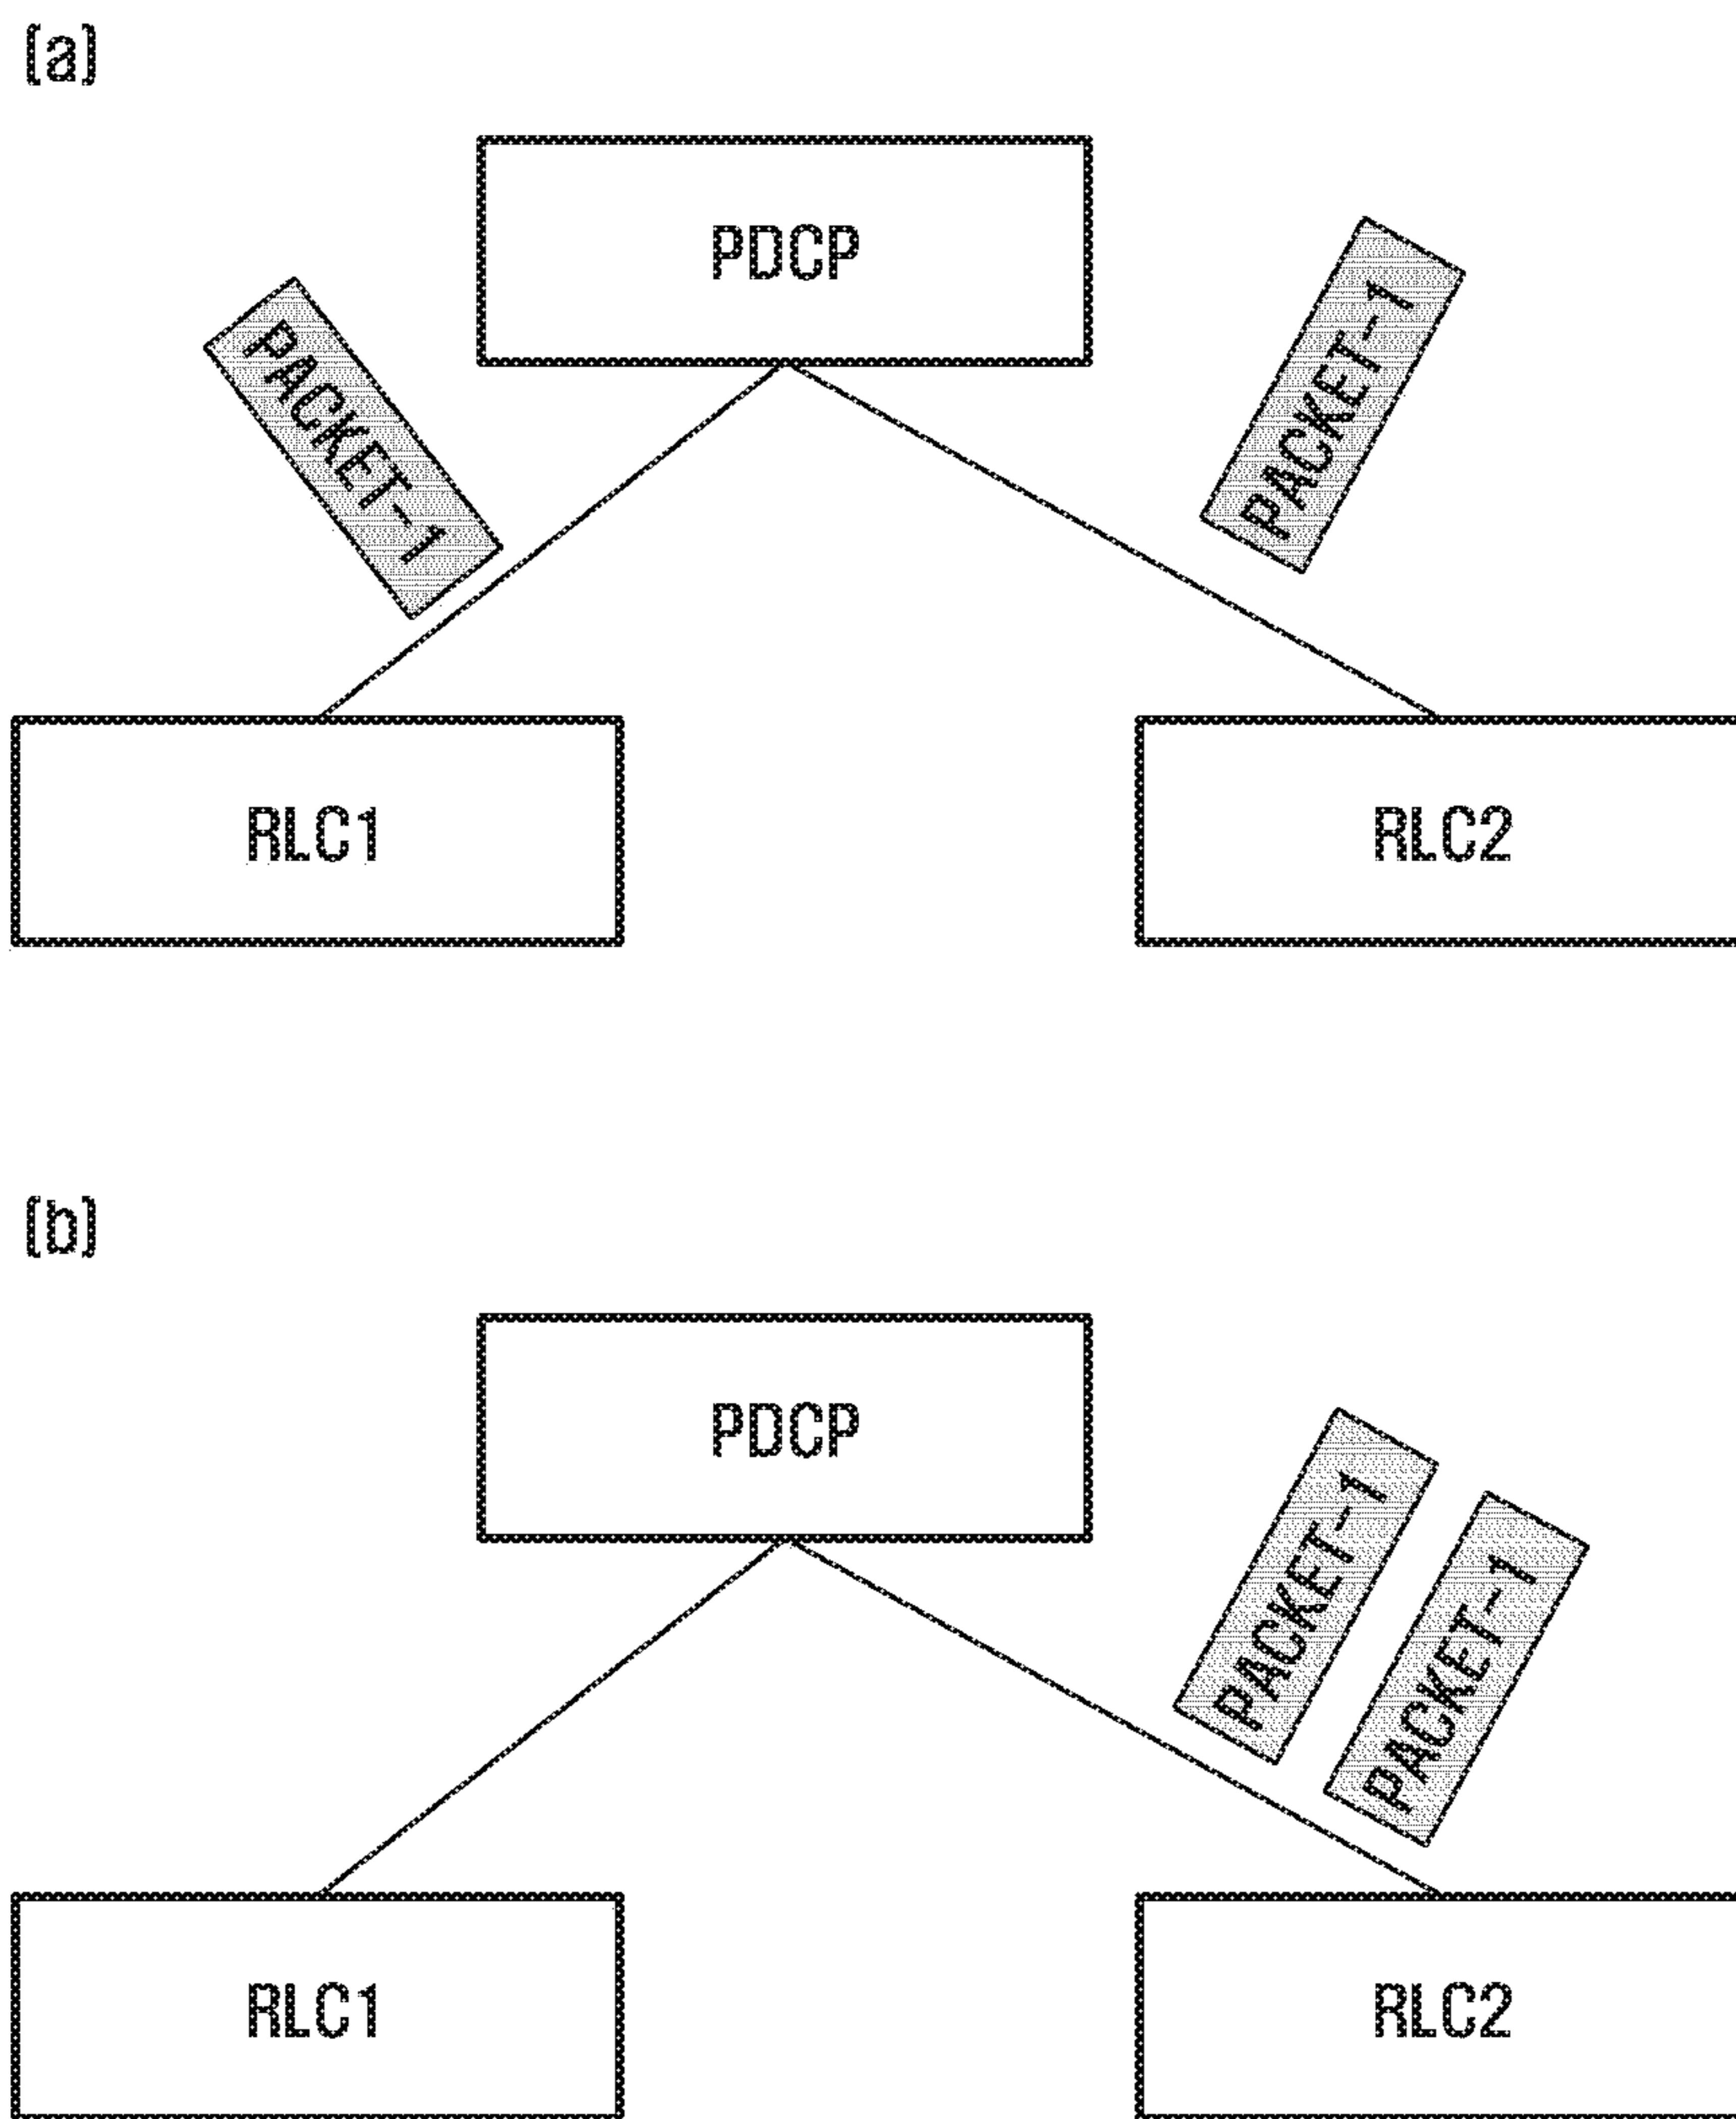 (a)
PDCP
PACKET-1
PACKET-1
RLC1
RLC2
(b)
PDCP
PACKET-1
PACKET-1
RLC1
RLC2